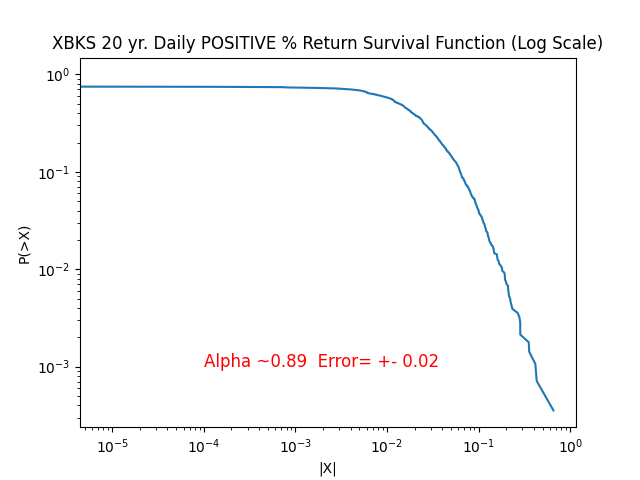 XBKS 20 yr. Daily POSITIVE % Return Survival Function (Log Scale)
10⁰
10⁻¹
10⁻²
10⁻³
P(>X)
Alpha ~0.89  Error= +- 0.02
10⁻⁵ 10⁻⁴ 10⁻³ 10⁻² 10⁻¹ 10⁰
|X|